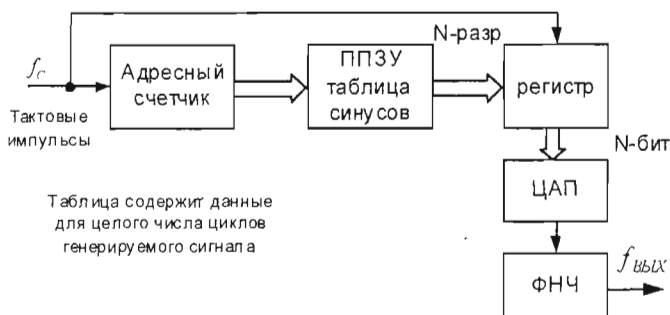 N-разр
f_c
Адресный
счетчик
ППЗУ
таблица
синусов
регистр
Тактовые
импульсы
N-бит
ЦАП
Таблица содержит данные
для целого числа циклов
генерируемого сигнала
ФНЧ
f_ВЫХ